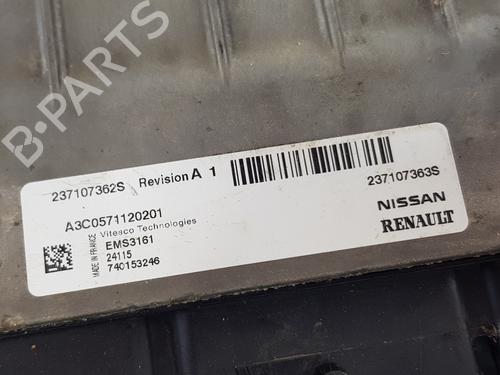 B-Parts
237107362S Revision A 1
237107363S
A3C0571120201
Vitesco Technologies
EMS3161
24115
740153246
MADE IN FRANCE
NISSAN
RENAULT